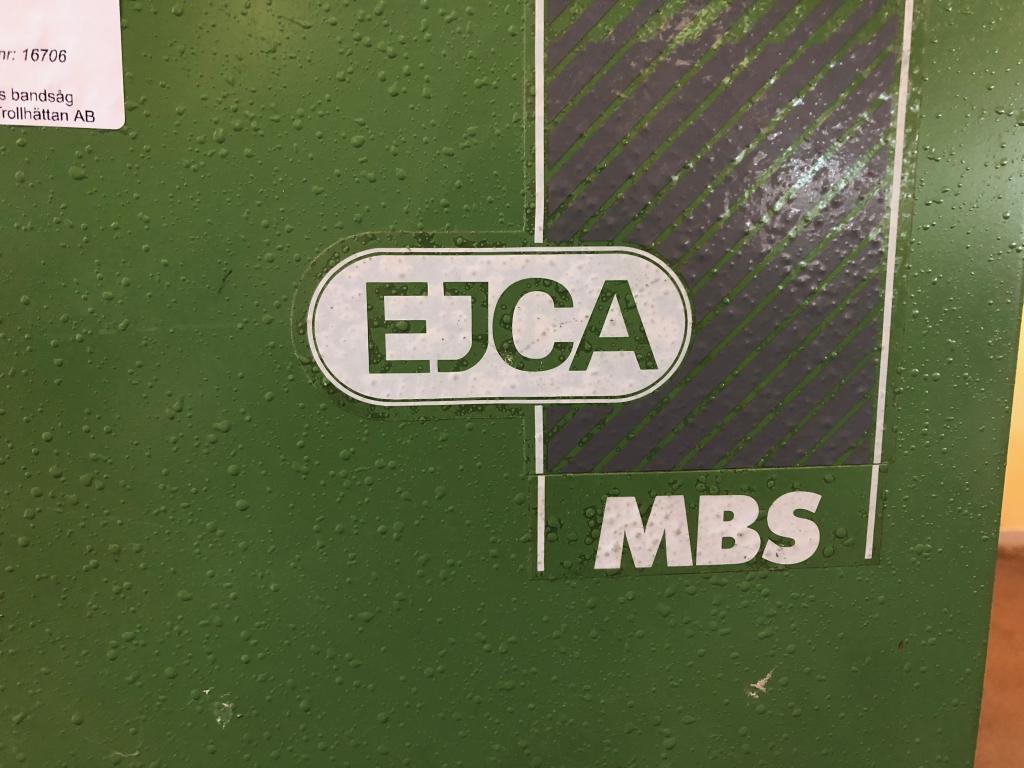 nr: 16706
s bandsåg
Trollhättan AB
EJCA
MBS